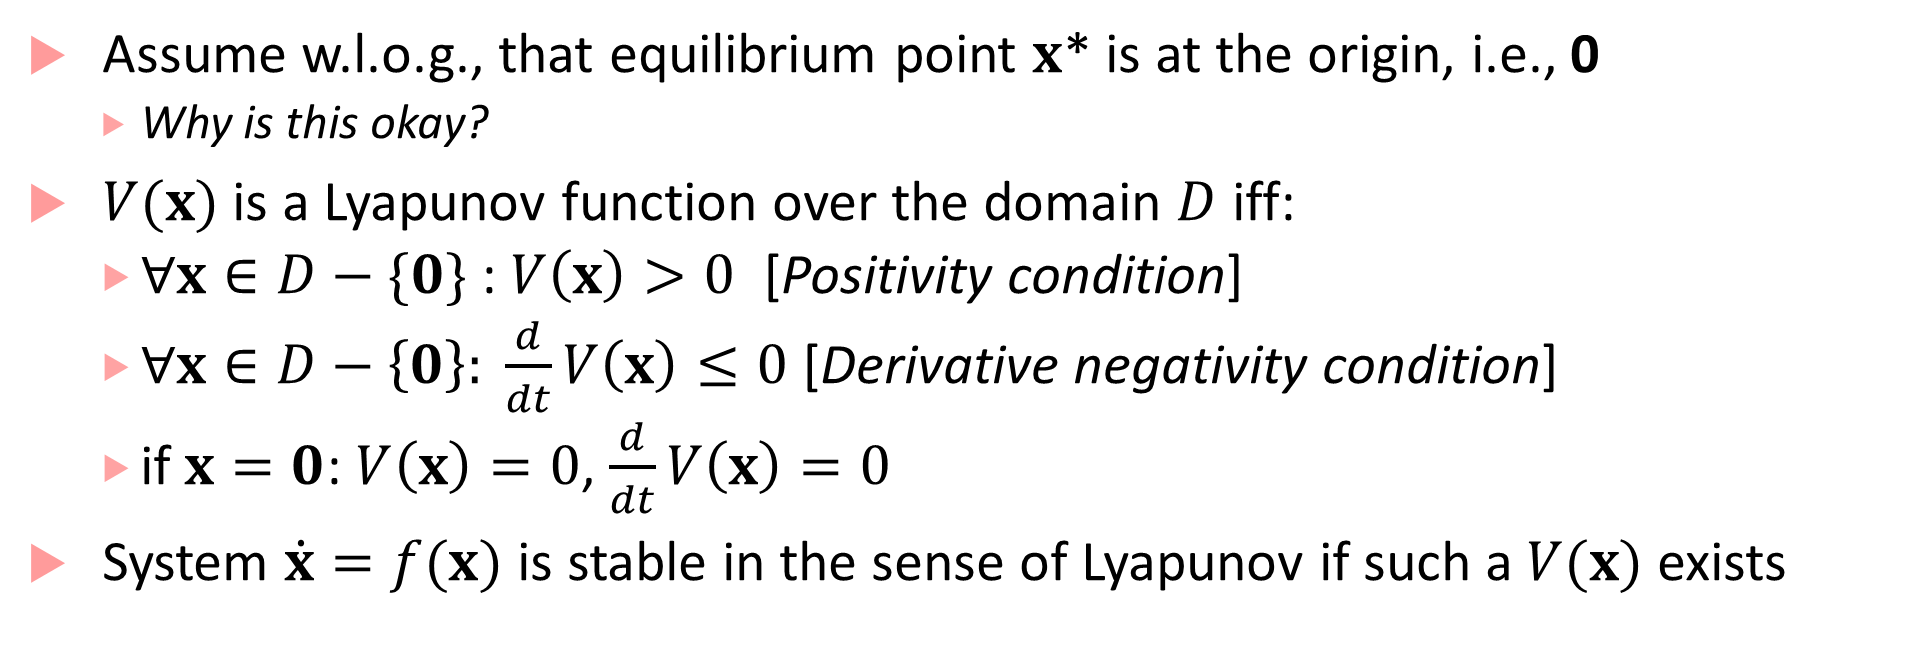 ▶ Assume w.l.o.g., that equilibrium point 𝐱* is at the origin, i.e., 𝟎
▶ Why is this okay?
▶ 𝑉(𝐱) is a Lyapunov function over the domain 𝐷 iff:
▶ ∀𝐱 ∈ 𝐷 − {𝟎} : 𝑉(𝐱) > 0 [Positivity condition]
▶ ∀𝐱 ∈ 𝐷 − {𝟎}: 𝑑/𝑑𝑡 𝑉(𝐱) ≤ 0 [Derivative negativity condition]
▶ if 𝐱 = 𝟎: 𝑉(𝐱) = 0, 𝑑/𝑑𝑡 𝑉(𝐱) = 0
▶ System 𝐱̇ = 𝑓(𝐱) is stable in the sense of Lyapunov if such a 𝑉(𝐱) exists